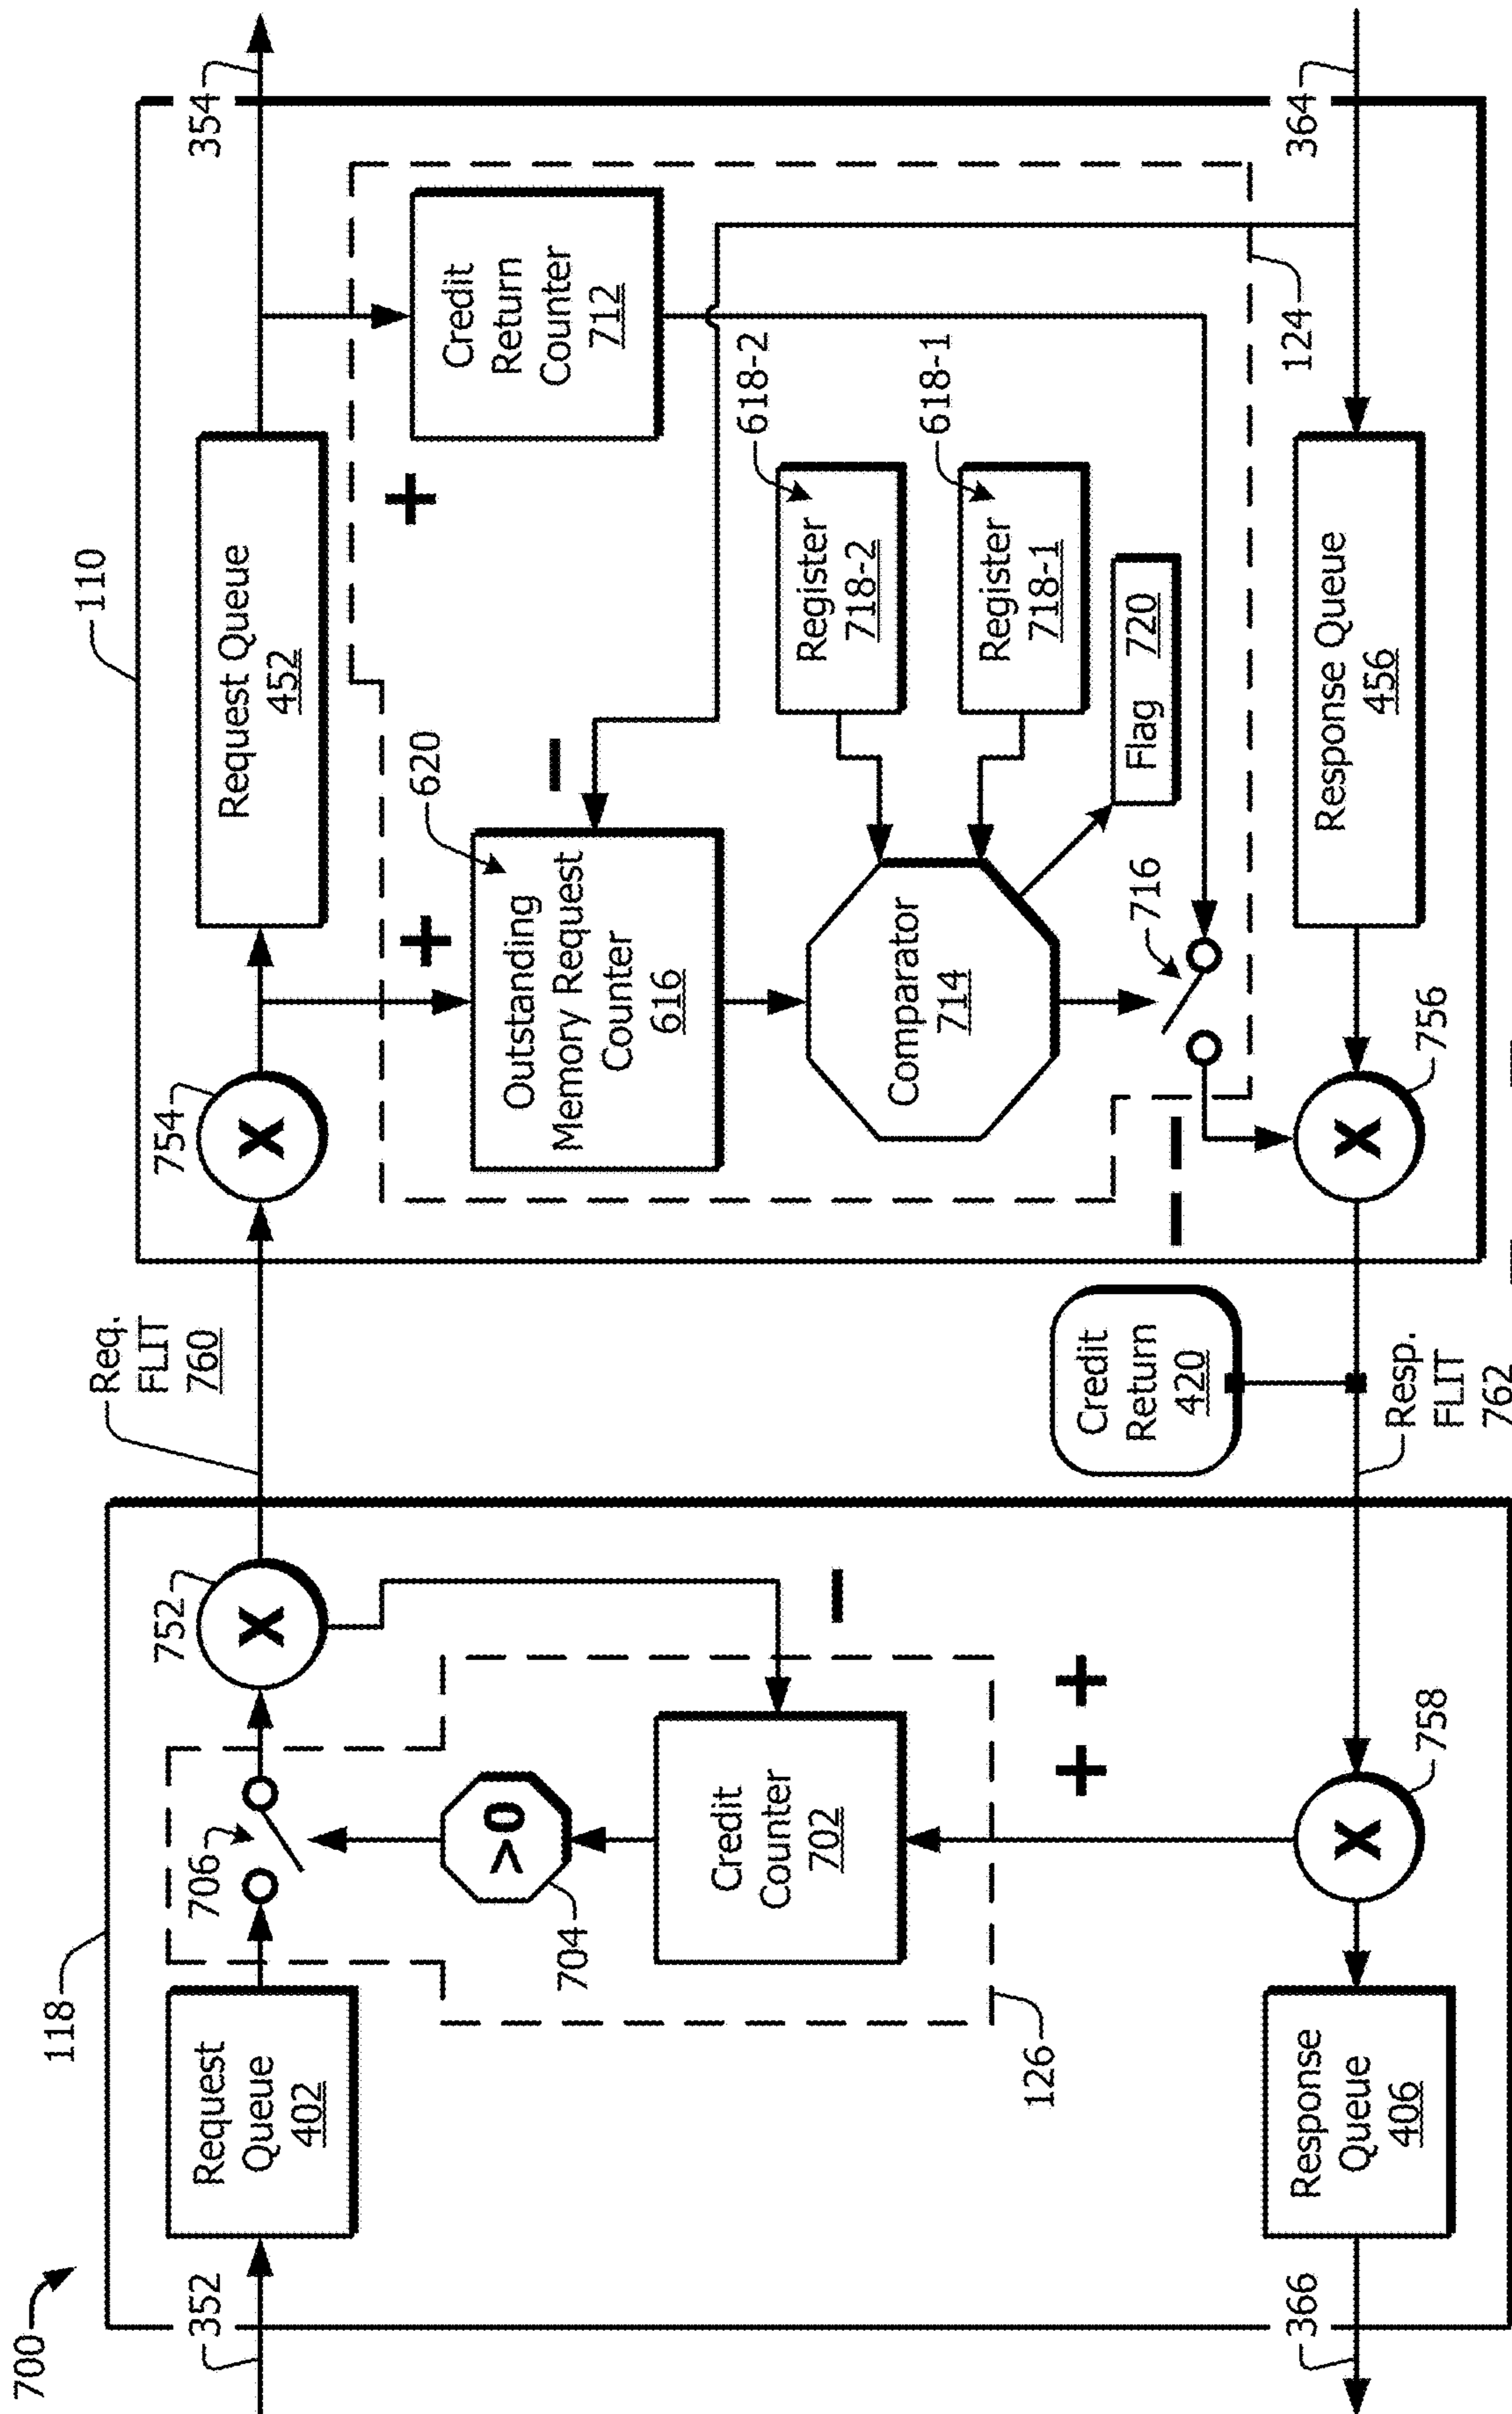 700
118
110
352
Request
Queue
402
706
752
Req.
FLIT
760
754
Request Queue
452
354
>0
704
Credit
Counter
702
−
126
+ +
+
620
Outstanding
Memory Request
Counter
616
−
+
Credit
Return
Counter
712
Comparator
714
618-2
Register
718-2
618-1
Register
718-1
Flag 720
716
124
− −
Credit
Return
420
366
Response
Queue
406
X
X
X
X
758
Resp.
FLIT
762
756
Response Queue
456
364